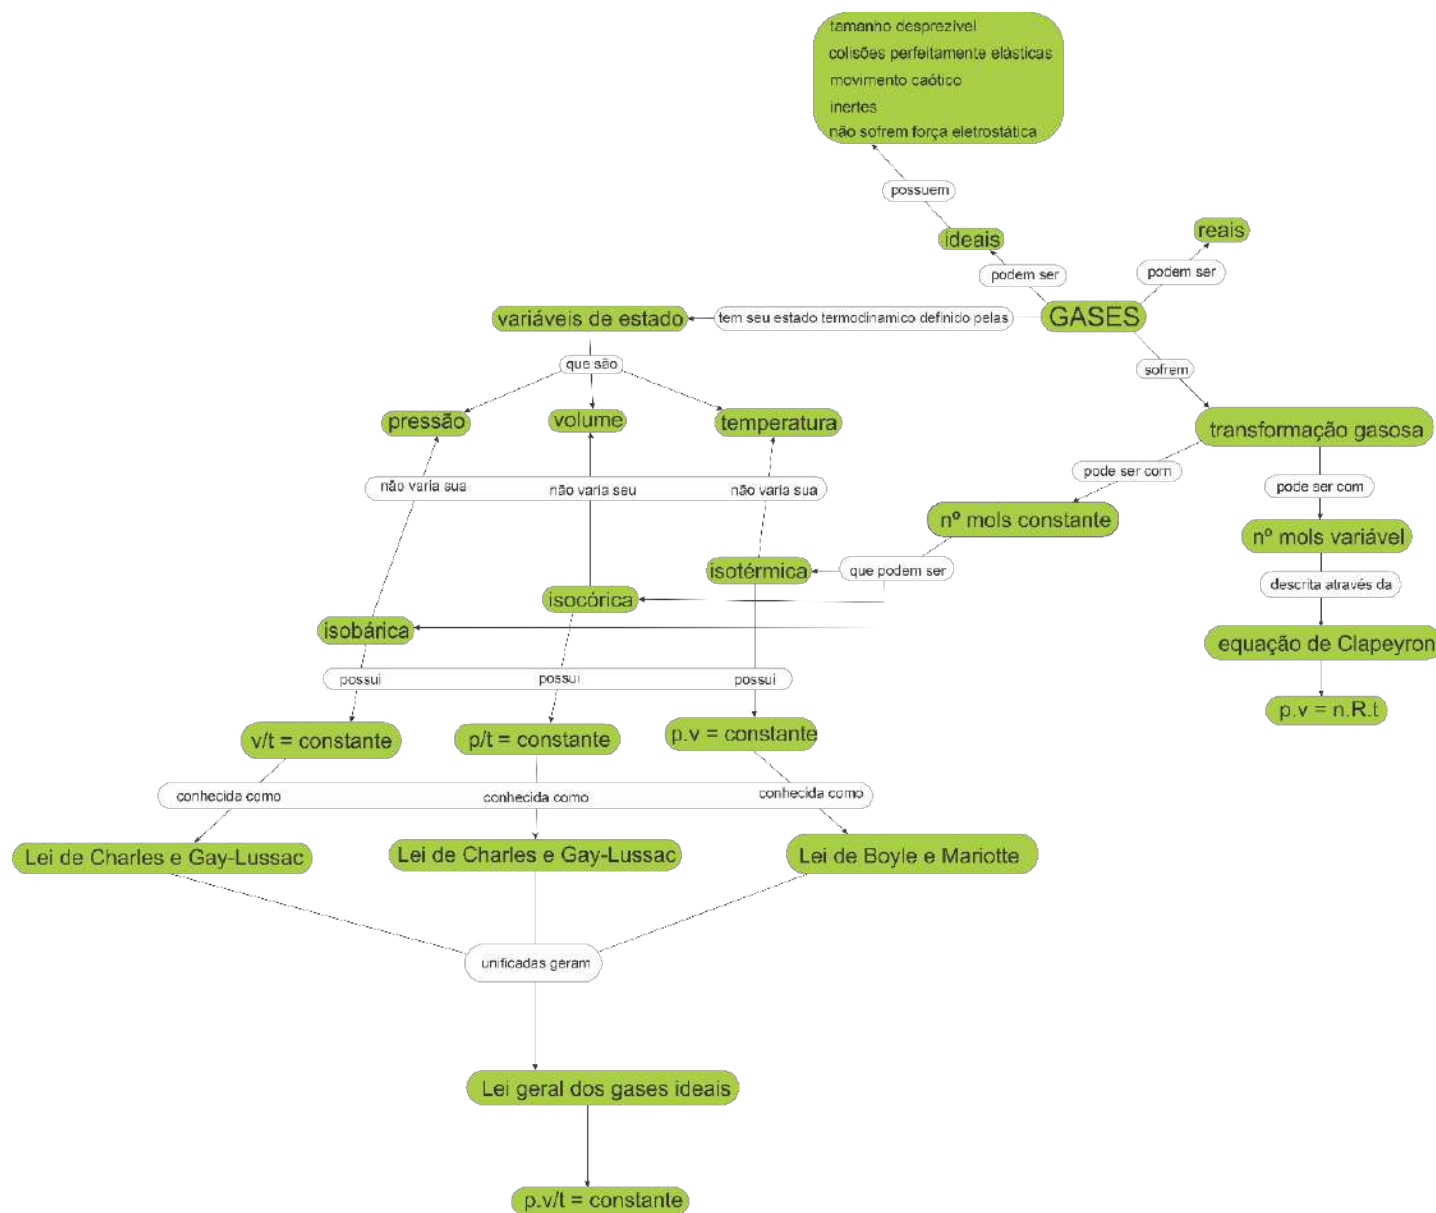 tamanho desprezível
colisões perfeitamente elásticas
movimento caótico
inertes
não sofrem força eletrostática
possuem
ideais
reais
podem ser
podem ser
variáveis de estado
tem seu estado termodinamico definido pelas
GASES
que são
sofrem
pressão
volume
temperatura
transformação gasosa
pode ser com
não varia sua
não varia seu
não varia sua
pode ser com
nº mols constante
nº mols variável
isotérmica
que podem ser
descrita através da
isocórica
isobárica
equação de Clapeyron
possui
possui
possui
p.v = n.R.t
v/t = constante
p/t = constante
p.v = constante
conhecida como
conhecida como
conhecida como
Lei de Charles e Gay-Lussac
Lei de Charles e Gay-Lussac
Lei de Boyle e Mariotte
unificadas geram
Lei geral dos gases ideais
p.v/t = constante